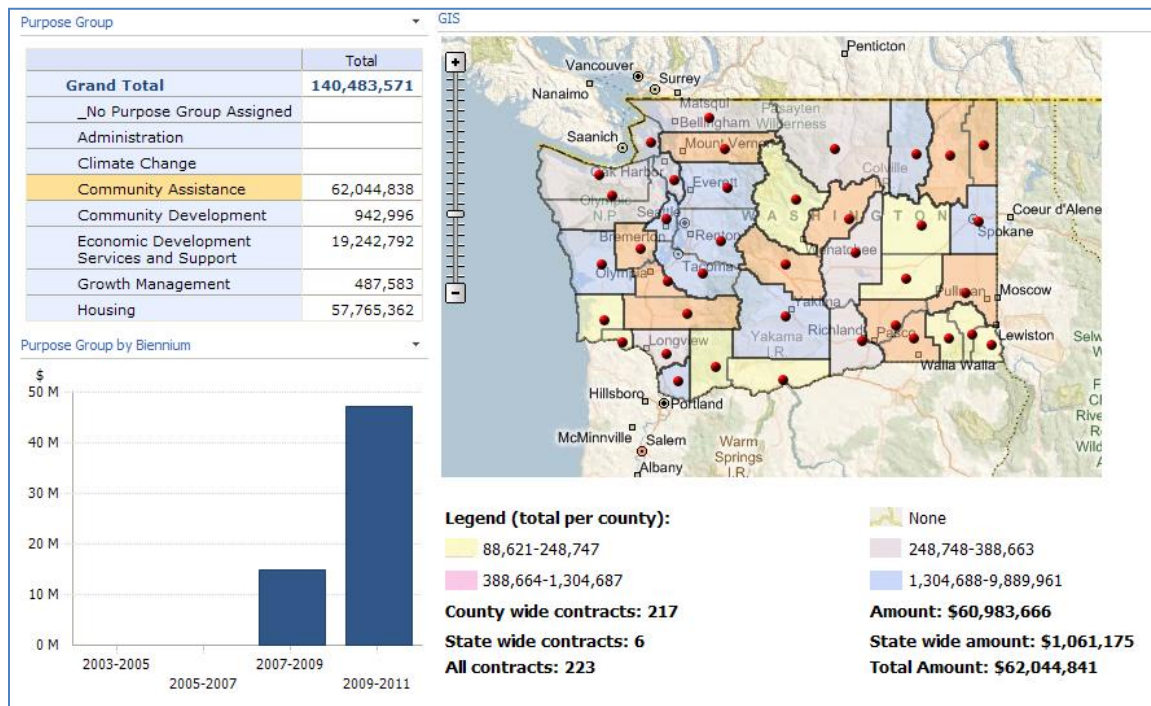 Purpose Group
Total
Grand Total 140,483,571
_No Purpose Group Assigned
Administration
Climate Change
Community Assistance 62,044,838
Community Development 942,996
Economic Development 19,242,792
Services and Support
Growth Management 487,583
Housing 57,765,362
Purpose Group by Biennium
$
50 M
40 M
30 M
20 M
10 M
0 M
2003-2005
2005-2007
2007-2009
2009-2011
GIS
+
−
Penticton
Vancouver
Surrey
Nanaimo
Matsqui
Pasayten
Wilderness
Bellingham
Saanich
Mount Vernon
Oak Harbor
Colville
Olympic
N.P.
Everett
Seattle
WASHINGTON
Coeur d'Alene
Spokane
Bremerton
Renton
Wenatchee
Olympia
Tacoma
Pullman
Moscow
Yakima
Longview
Yakama
I.R.
Richland
Pasco
Lewiston
Walla Walla
Hillsboro
Portland
McMinnville
Salem
Warm
Springs
I.R.
Albany
Legend (total per county):
None
88,621-248,747
248,748-388,663
388,664-1,304,687
1,304,688-9,889,961
County wide contracts: 217
Amount: $60,983,666
State wide contracts: 6
State wide amount: $1,061,175
All contracts: 223
Total Amount: $62,044,841